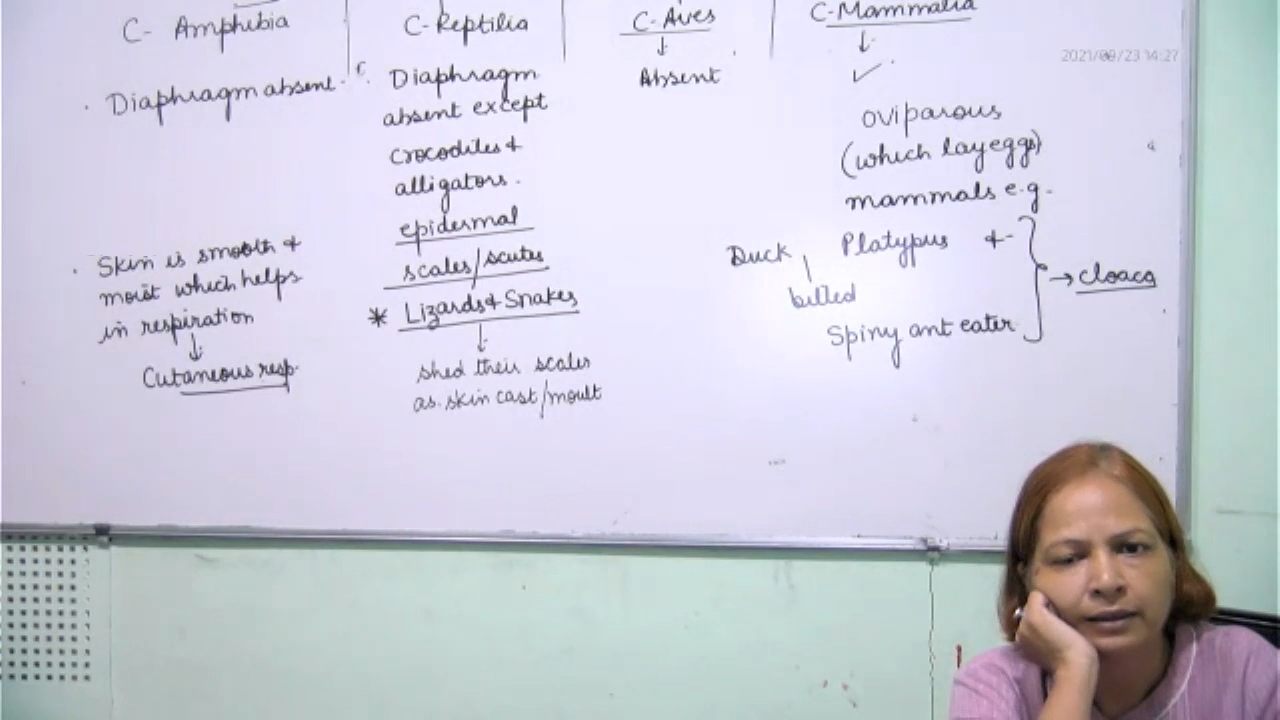 C- Amphibia
· Diaphragm absent.
· Skin is smooth &
moist which helps
in respiration
↓
Cutaneous resp.
C-Reptilia
Diaphragm
absent except
crocodiles &
alligators.
epidermal
scales/scutes
* Lizards & Snakes
↓
shed their scales
as skin cast/moult
C-Aves
↓
Absent
C-Mammalia
↓
✓
oviparous
(which lay eggs)
mammals e.g.
Duck Platypus &
billed
Spiny ant eater
→ cloaca
2021/09/23 14:27